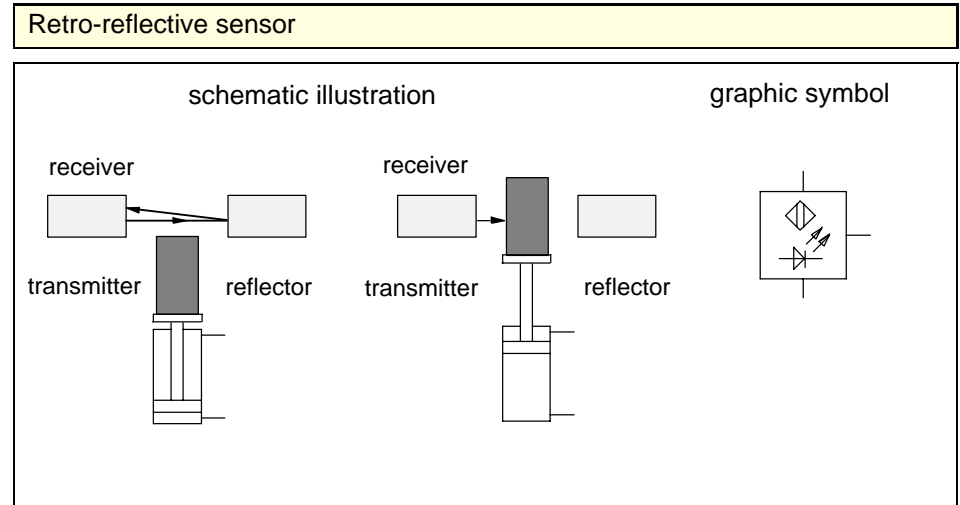 Retro-reflective sensor
schematic illustration
graphic symbol
receiver
receiver
transmitter
reflector
transmitter
reflector